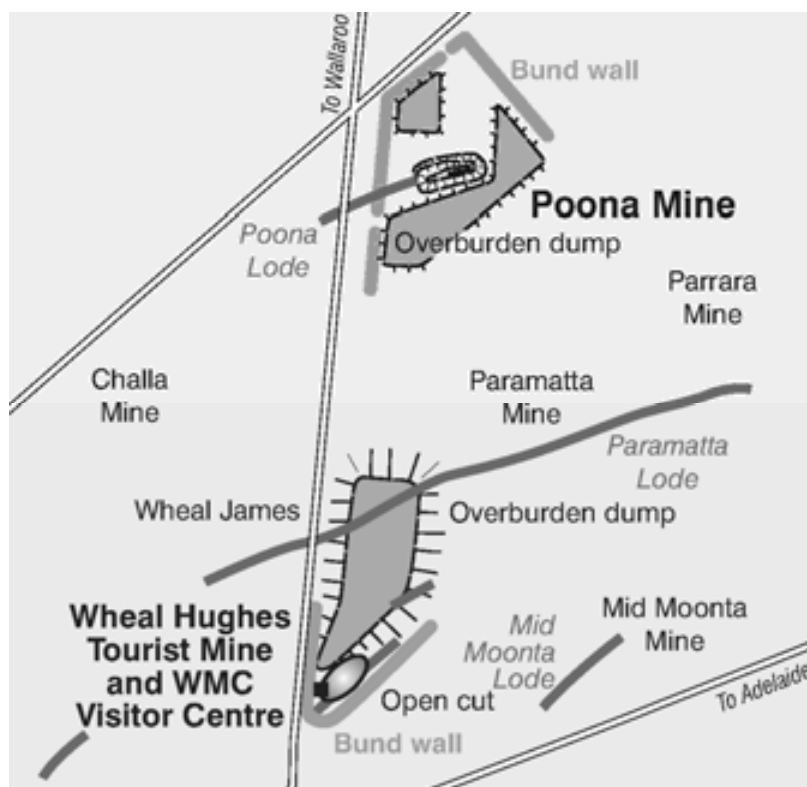 To Wallaroo
Bund wall
Poona Mine
Poona
Lode
Overburden dump
Parrara
Mine
Challa
Mine
Paramatta
Mine
Paramatta
Lode
Wheal James
Overburden dump
Wheal Hughes
Tourist Mine
and WMC
Visitor Centre
Mid
Moonta
Lode
Mid Moonta
Mine
Open cut
To Adelaide
Bund wall